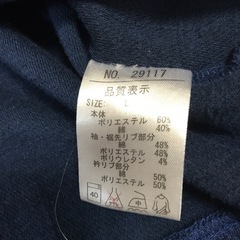 NO. 29117
品質表示
SIZE: L
本体
ポリエステル 60%
綿 40%
袖・裾先リブ部分
綿 48%
ポリエステル 48%
ポリウレタン 4%
衿リブ部分
ポリエステル 50%
綿 50%
40
中